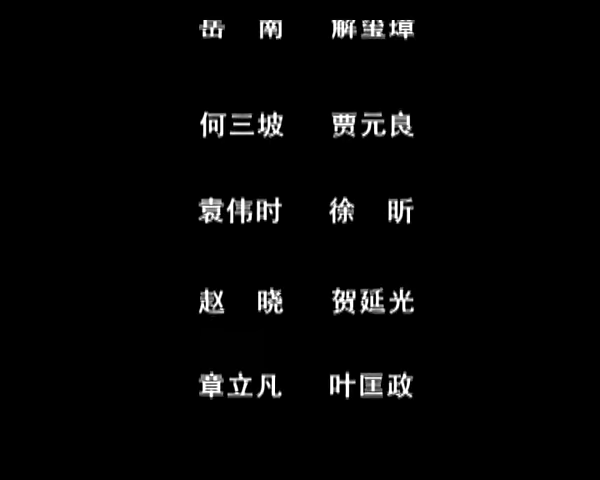 岳 南 解玺璋
何三坡 贾元良
袁伟时 徐 昕
赵 晓 贺延光
章立凡 叶匡政